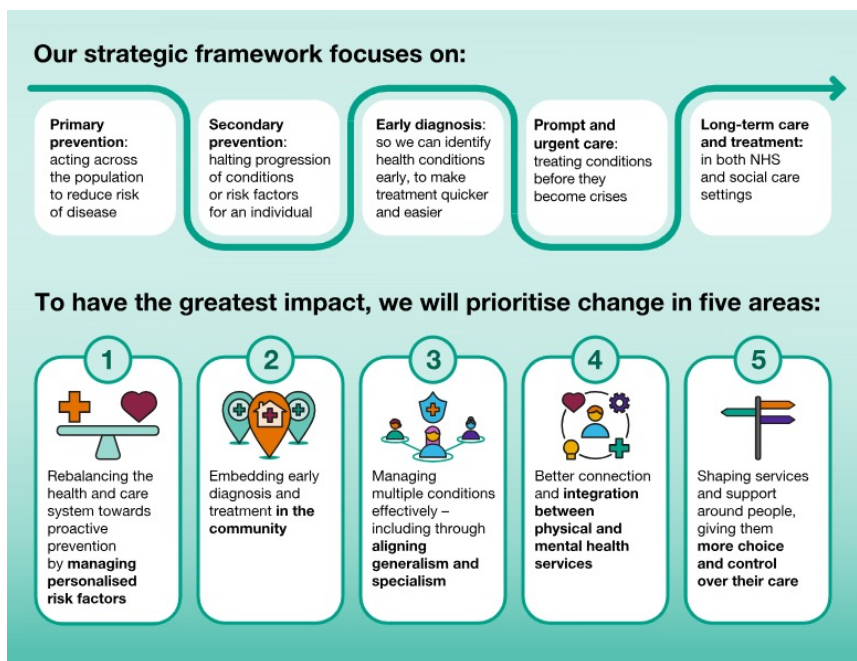 Our strategic framework focuses on:
Primary
prevention:
acting across
the population
to reduce risk
of disease
Secondary
prevention:
halting progression
of conditions
or risk factors
for an individual
Early diagnosis:
so we can identify
health conditions
early, to make
treatment quicker
and easier
Prompt and
urgent care:
treating conditions
before they
become crises
Long-term care
and treatment:
in both NHS
and social care
settings
To have the greatest impact, we will prioritise change in five areas:
1
Rebalancing the
health and care
system towards
proactive
prevention
by managing
personalised
risk factors
2
Embedding early
diagnosis and
treatment in the
community
3
Managing
multiple conditions
effectively –
including through
aligning
generalism and
specialism
4
Better connection
and integration
between
physical and
mental health
services
5
Shaping services
and support
around people,
giving them
more choice
and control
over their care